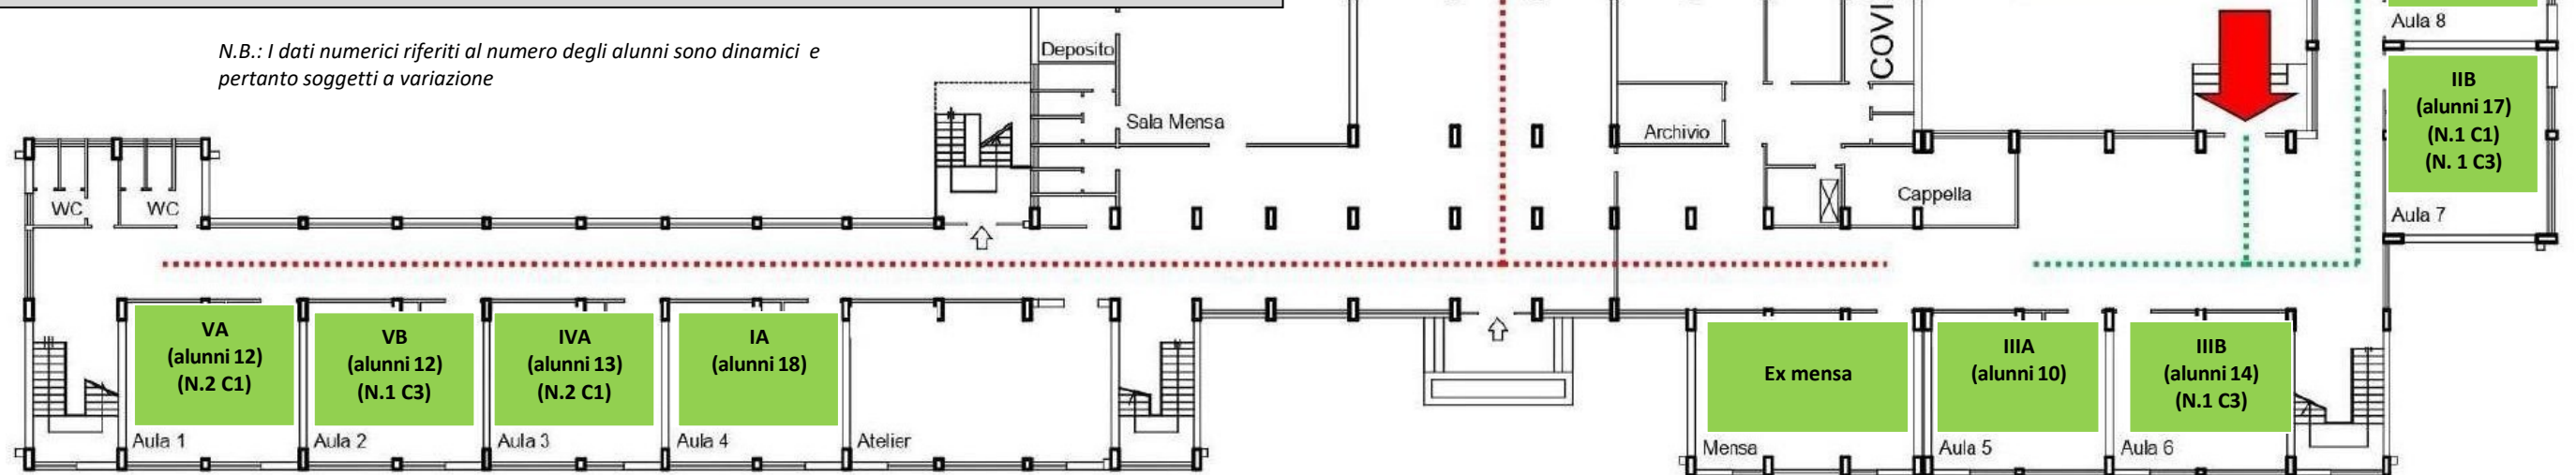 COVI
Aula 8
N.B.: I dati numerici riferiti al numero degli alunni sono dinamici e
pertanto soggetti a variazione
Deposito
Sala Mensa
Archivio
IIB
(alunni 17)
(N.1 C1)
(N. 1 C3)
WC
WC
Cappella
Aula 7
VA
(alunni 12)
(N.2 C1)
VB
(alunni 12)
(N.1 C3)
IVA
(alunni 13)
(N.2 C1)
IA
(alunni 18)
Ex mensa
IIIA
(alunni 10)
IIIB
(alunni 14)
(N.1 C3)
Aula 1
Aula 2
Aula 3
Aula 4
Atelier
Mensa
Aula 5
Aula 6